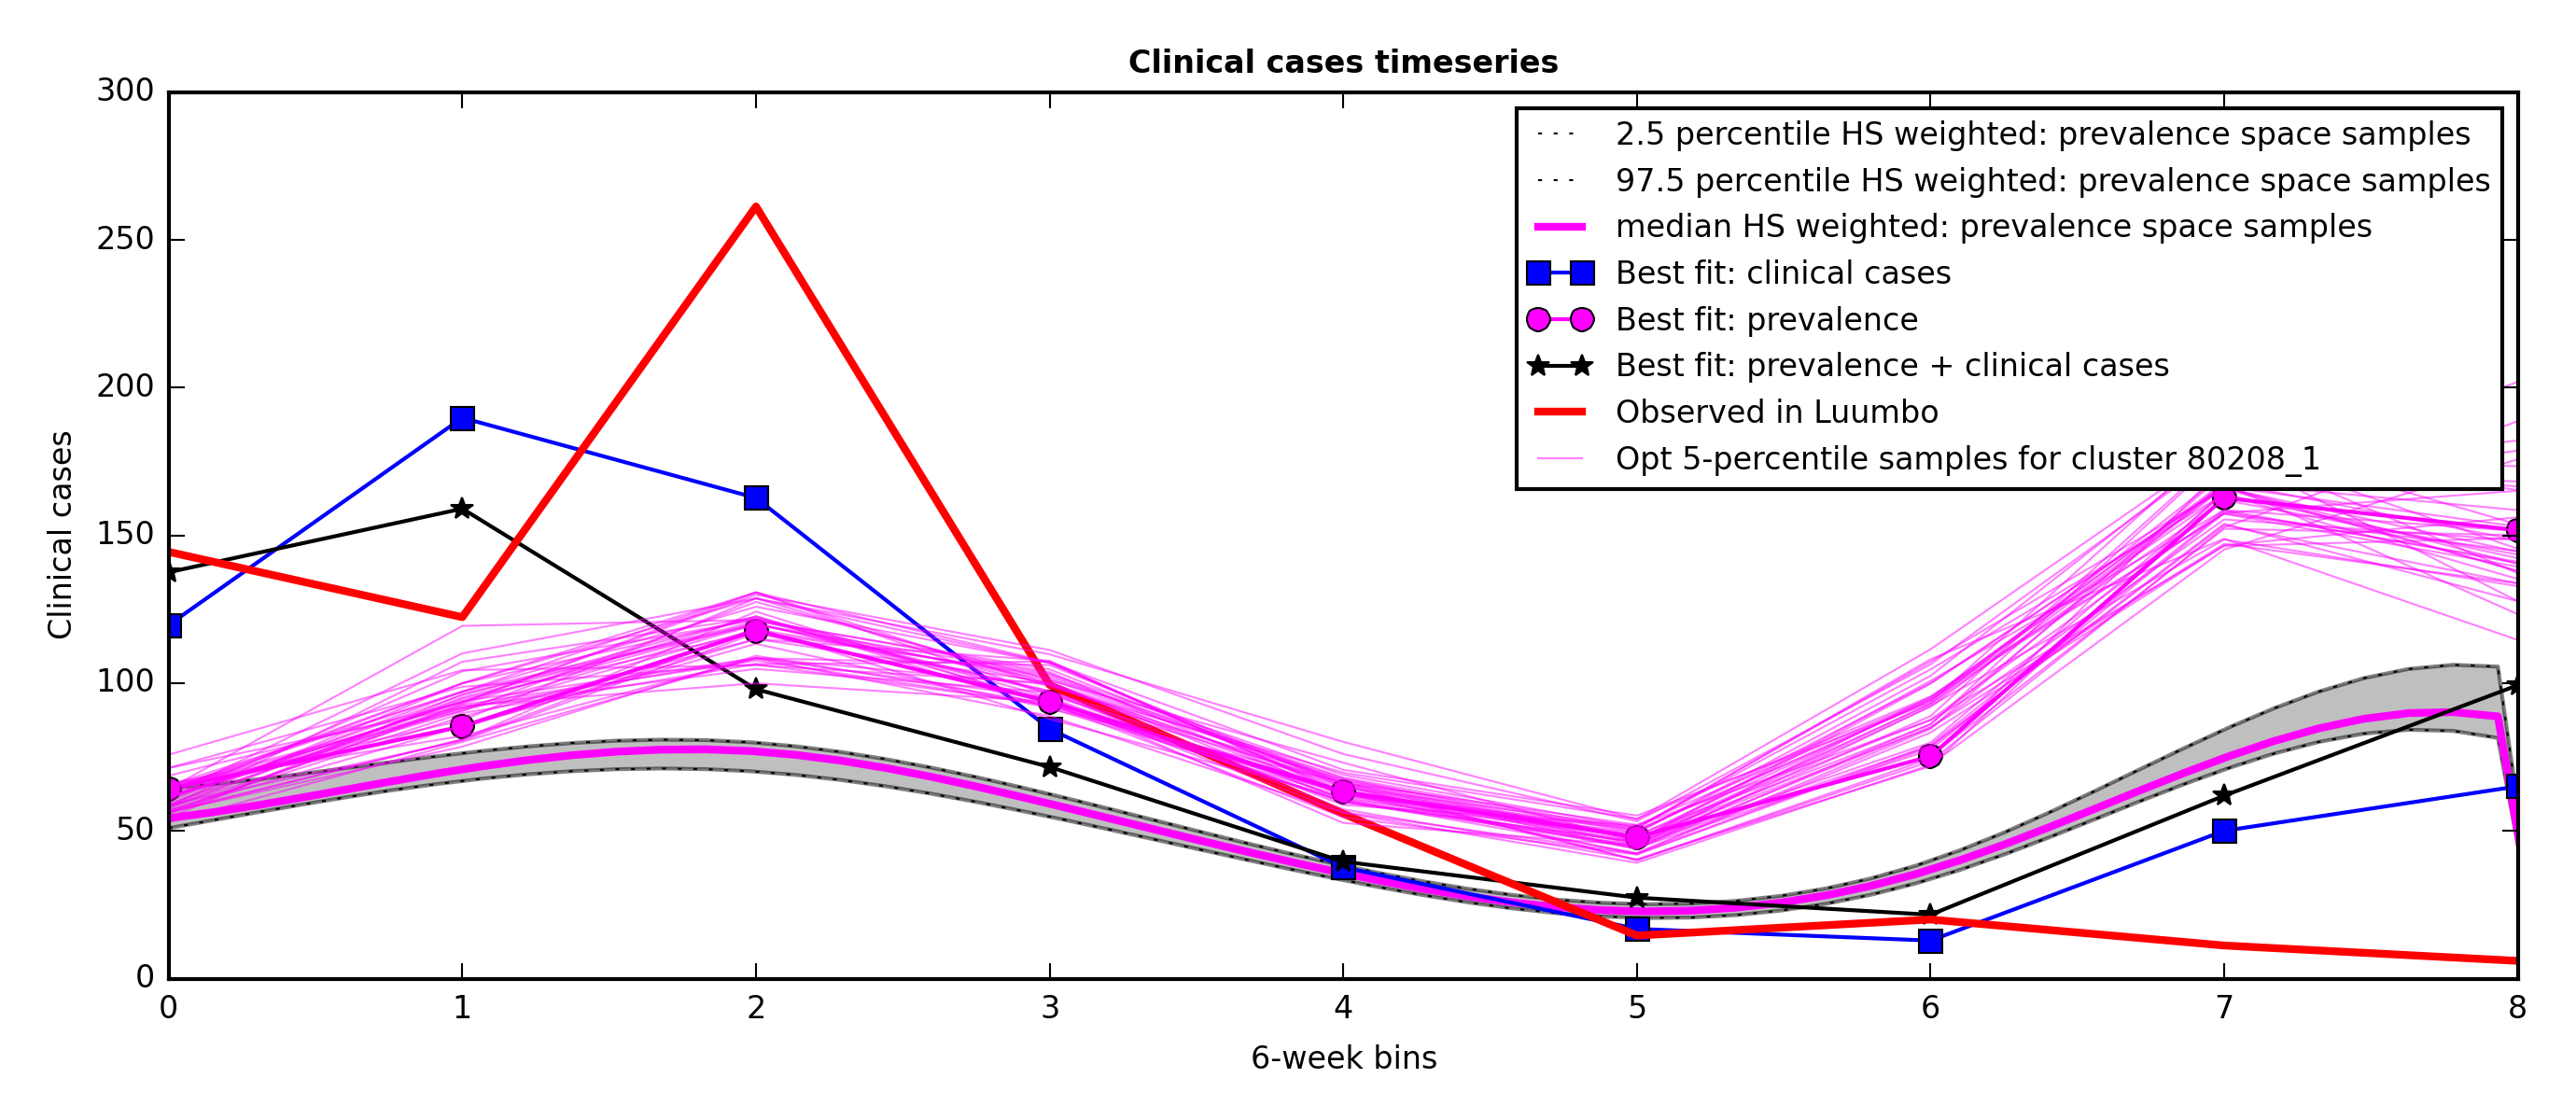 Clinical cases timeseries
300
250
200
150
100
50
0
Clinical cases
2.5 percentile HS weighted: prevalence space samples
97.5 percentile HS weighted: prevalence space samples
median HS weighted: prevalence space samples
Best fit: clinical cases
Best fit: prevalence
Best fit: prevalence + clinical cases
Observed in Luumbo
Opt 5-percentile samples for cluster 80208_1
0 1 2 3 4 5 6 7 8
6-week bins